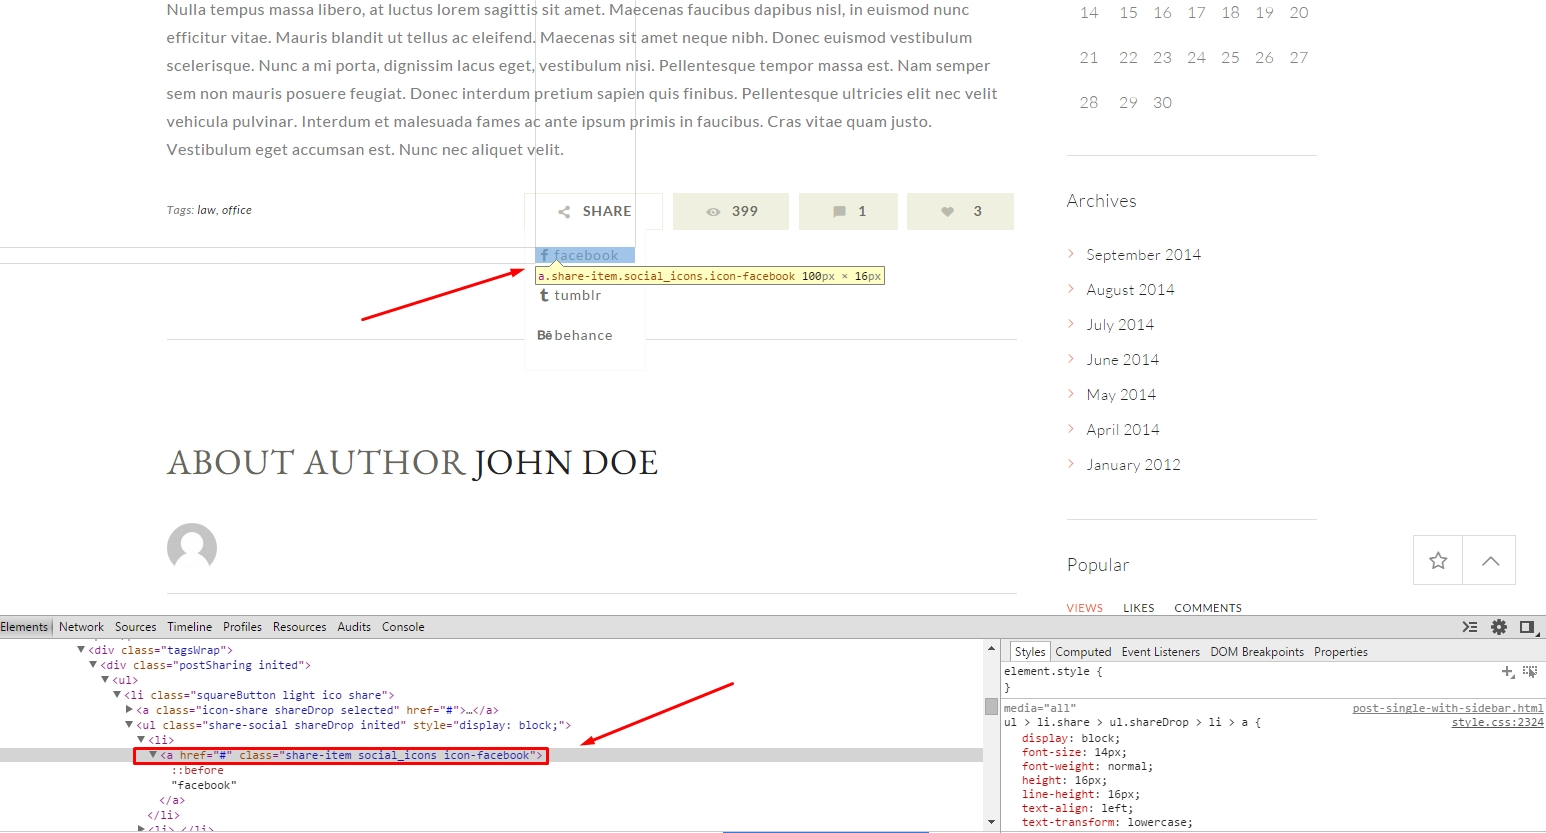 Nulla tempus massa libero, at luctus lorem sagittis sit amet. Maecenas faucibus dapibus nisl, in euismod nunc
efficitur vitae. Mauris blandit ut tellus ac eleifend. Maecenas sit amet neque nibh. Donec euismod vestibulum
scelerisque. Nunc a mi porta, dignissim lacus eget, vestibulum nisi. Pellentesque tempor massa est. Nam semper
sem non mauris posuere feugiat. Donec interdum pretium sapien quis finibus. Pellentesque ultricies elit nec velit
vehicula pulvinar. Interdum et malesuada fames ac ante ipsum primis in faucibus. Cras vitae quam justo.
Vestibulum eget accumsan est. Nunc nec aliquet velit.
Tags: law, office
SHARE
399
1
3
facebook
a.share-item.social_icons.icon-facebook 100px × 16px
tumblr
behance
ABOUT AUTHOR JOHN DOE
14 15 16 17 18 19 20
21 22 23 24 25 26 27
28 29 30
Archives
September 2014
August 2014
July 2014
June 2014
May 2014
April 2014
January 2012
Popular
VIEWS LIKES COMMENTS
Elements Network Sources Timeline Profiles Resources Audits Console
▼<div class="tagsWrap">
▼<div class="postSharing inited">
▼<ul>
▼<li class="squareButton light ico share">
▶<a class="icon-share shareDrop selected" href="#">…</a>
▼<ul class="share-social shareDrop inited" style="display: block;">
▼<li>
▼<a href="#" class="share-item social_icons icon-facebook">
::before
"facebook"
</a>
</li>
▶<li>…</li>
Styles Computed Event Listeners DOM Breakpoints Properties
element.style {
}
media="all" post-single-with-sidebar.html
ul > li.share > ul.shareDrop > li > a { style.css:2324
display: block;
font-size: 14px;
font-weight: normal;
height: 16px;
line-height: 16px;
text-align: left;
text-transform: lowercase;